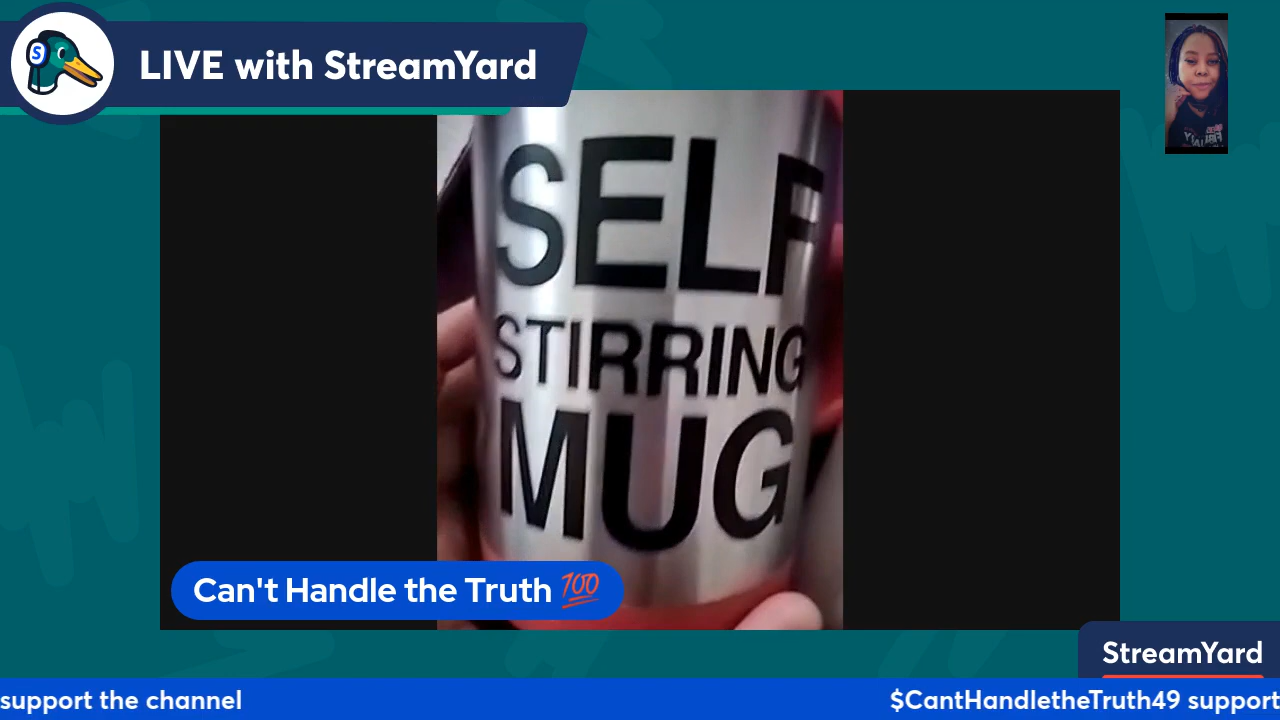 S
LIVE with StreamYard
SELF
STIRRING
MUG
Can't Handle the Truth 💯
StreamYard
support the channel
$CantHandletheTruth49 support